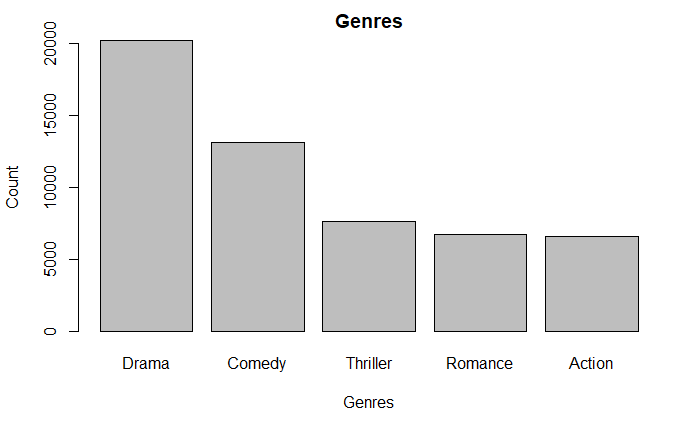 Genres
20000
15000
10000
5000
0
Count
Drama Comedy Thriller Romance Action
Genres